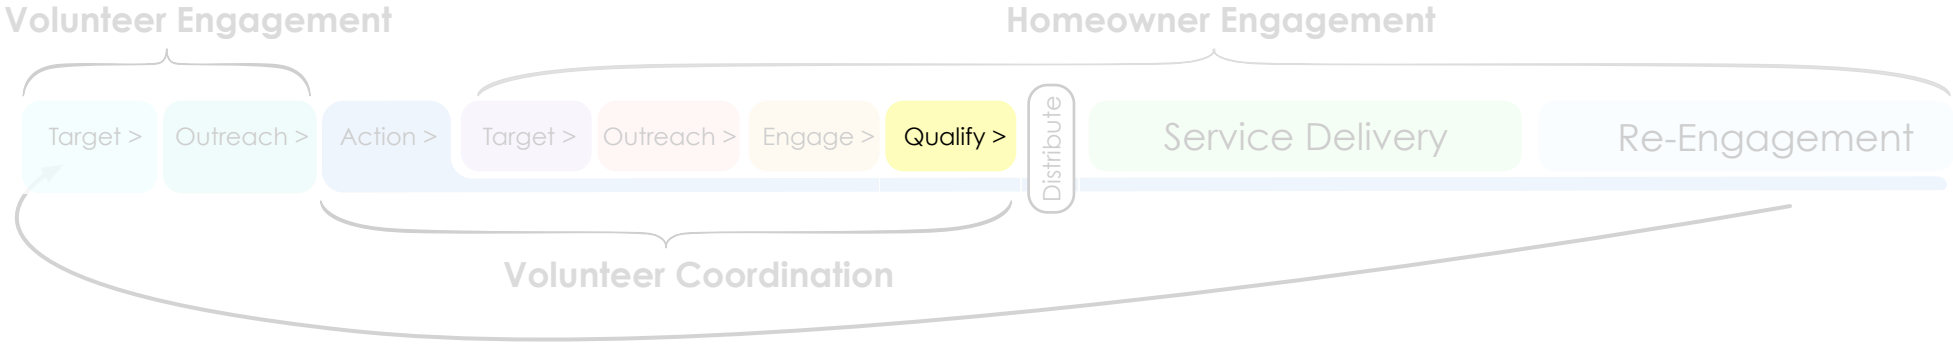 Volunteer Engagement
Homeowner Engagement
Target >
Outreach >
Action >
Target >
Outreach >
Engage >
Qualify >
Distribute
Service Delivery
Re-Engagement
Volunteer Coordination